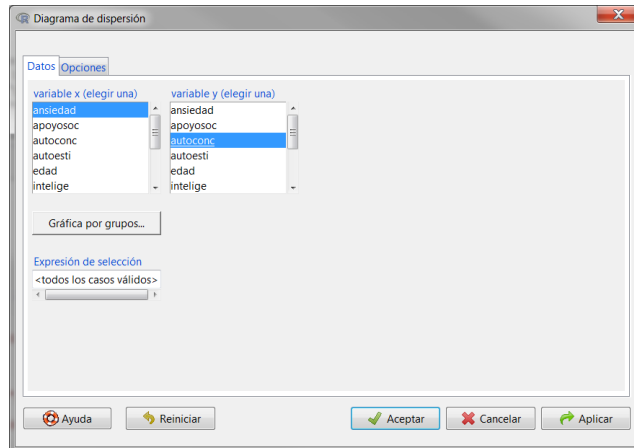 Diagrama de dispersión
Datos Opciones
variable x (elegir una)
ansiedad
apoyosoc
autoconc
autoesti
edad
intelige
variable y (elegir una)
ansiedad
apoyosoc
autoconc
autoesti
edad
intelige
Gráfica por grupos...
Expresión de selección
<todos los casos válidos>
Ayuda Reiniciar Aceptar Cancelar Aplicar